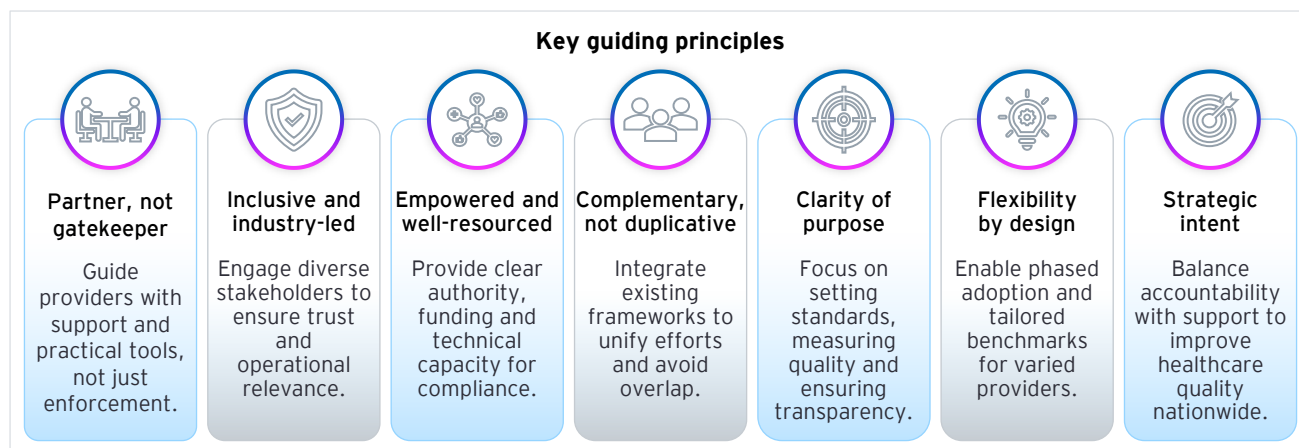 Key guiding principles
Partner, not
gatekeeper
Guide
providers with
support and
practical tools,
not just
enforcement.
Inclusive and
industry-led
Engage diverse
stakeholders to
ensure trust
and
operational
relevance.
Empowered and
well-resourced
Provide clear
authority,
funding and
technical
capacity for
compliance.
Complementary,
not duplicative
Integrate
existing
frameworks to
unify efforts
and avoid
overlap.
Clarity of
purpose
Focus on
setting
standards,
measuring
quality and
ensuring
transparency.
Flexibility
by design
Enable phased
adoption and
tailored
benchmarks
for varied
providers.
Strategic
intent
Balance
accountability
with support to
improve
healthcare
quality
nationwide.